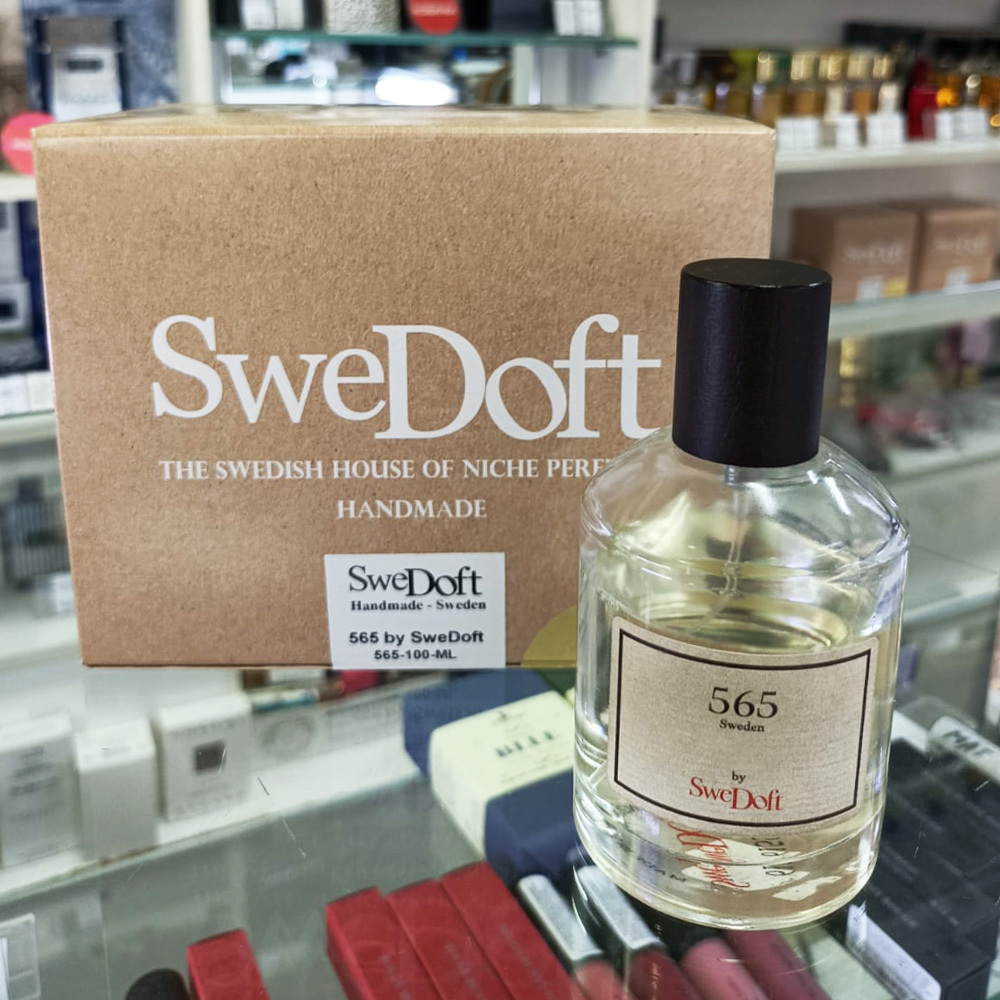 SweDoft
THE SWEDISH HOUSE OF NICHE
HANDMADE
SweDoft
Handmade - Sweden
565 by SweDoft
565-100-ML
565
Sweden
by
SweDoft
SweDoft